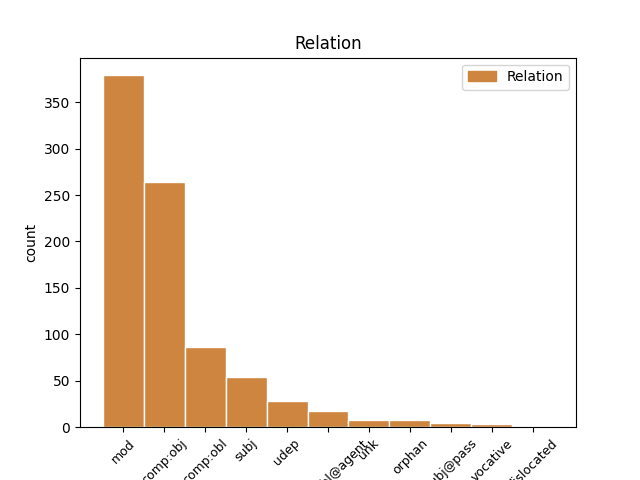 Relation
Relation
count
350
300
250
200
150
100
50
0
mod
comp:obj
comp:obl
subj
udep
unk
orphan
vocative